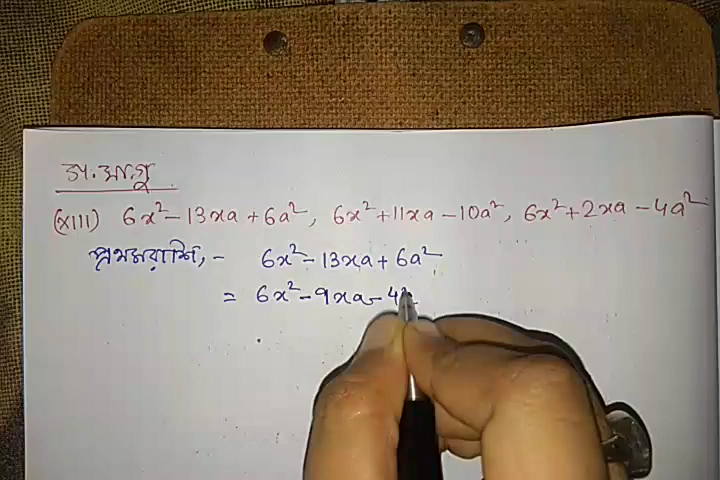 গ.সা.গু
(XIII) 6x² - 13xa + 6a², 6x² + 11xa - 10a², 6x² + 2xa - 4a²
প্রথমরাশি, - 6x² - 13xa + 6a²
= 6x² - 9xa - 4